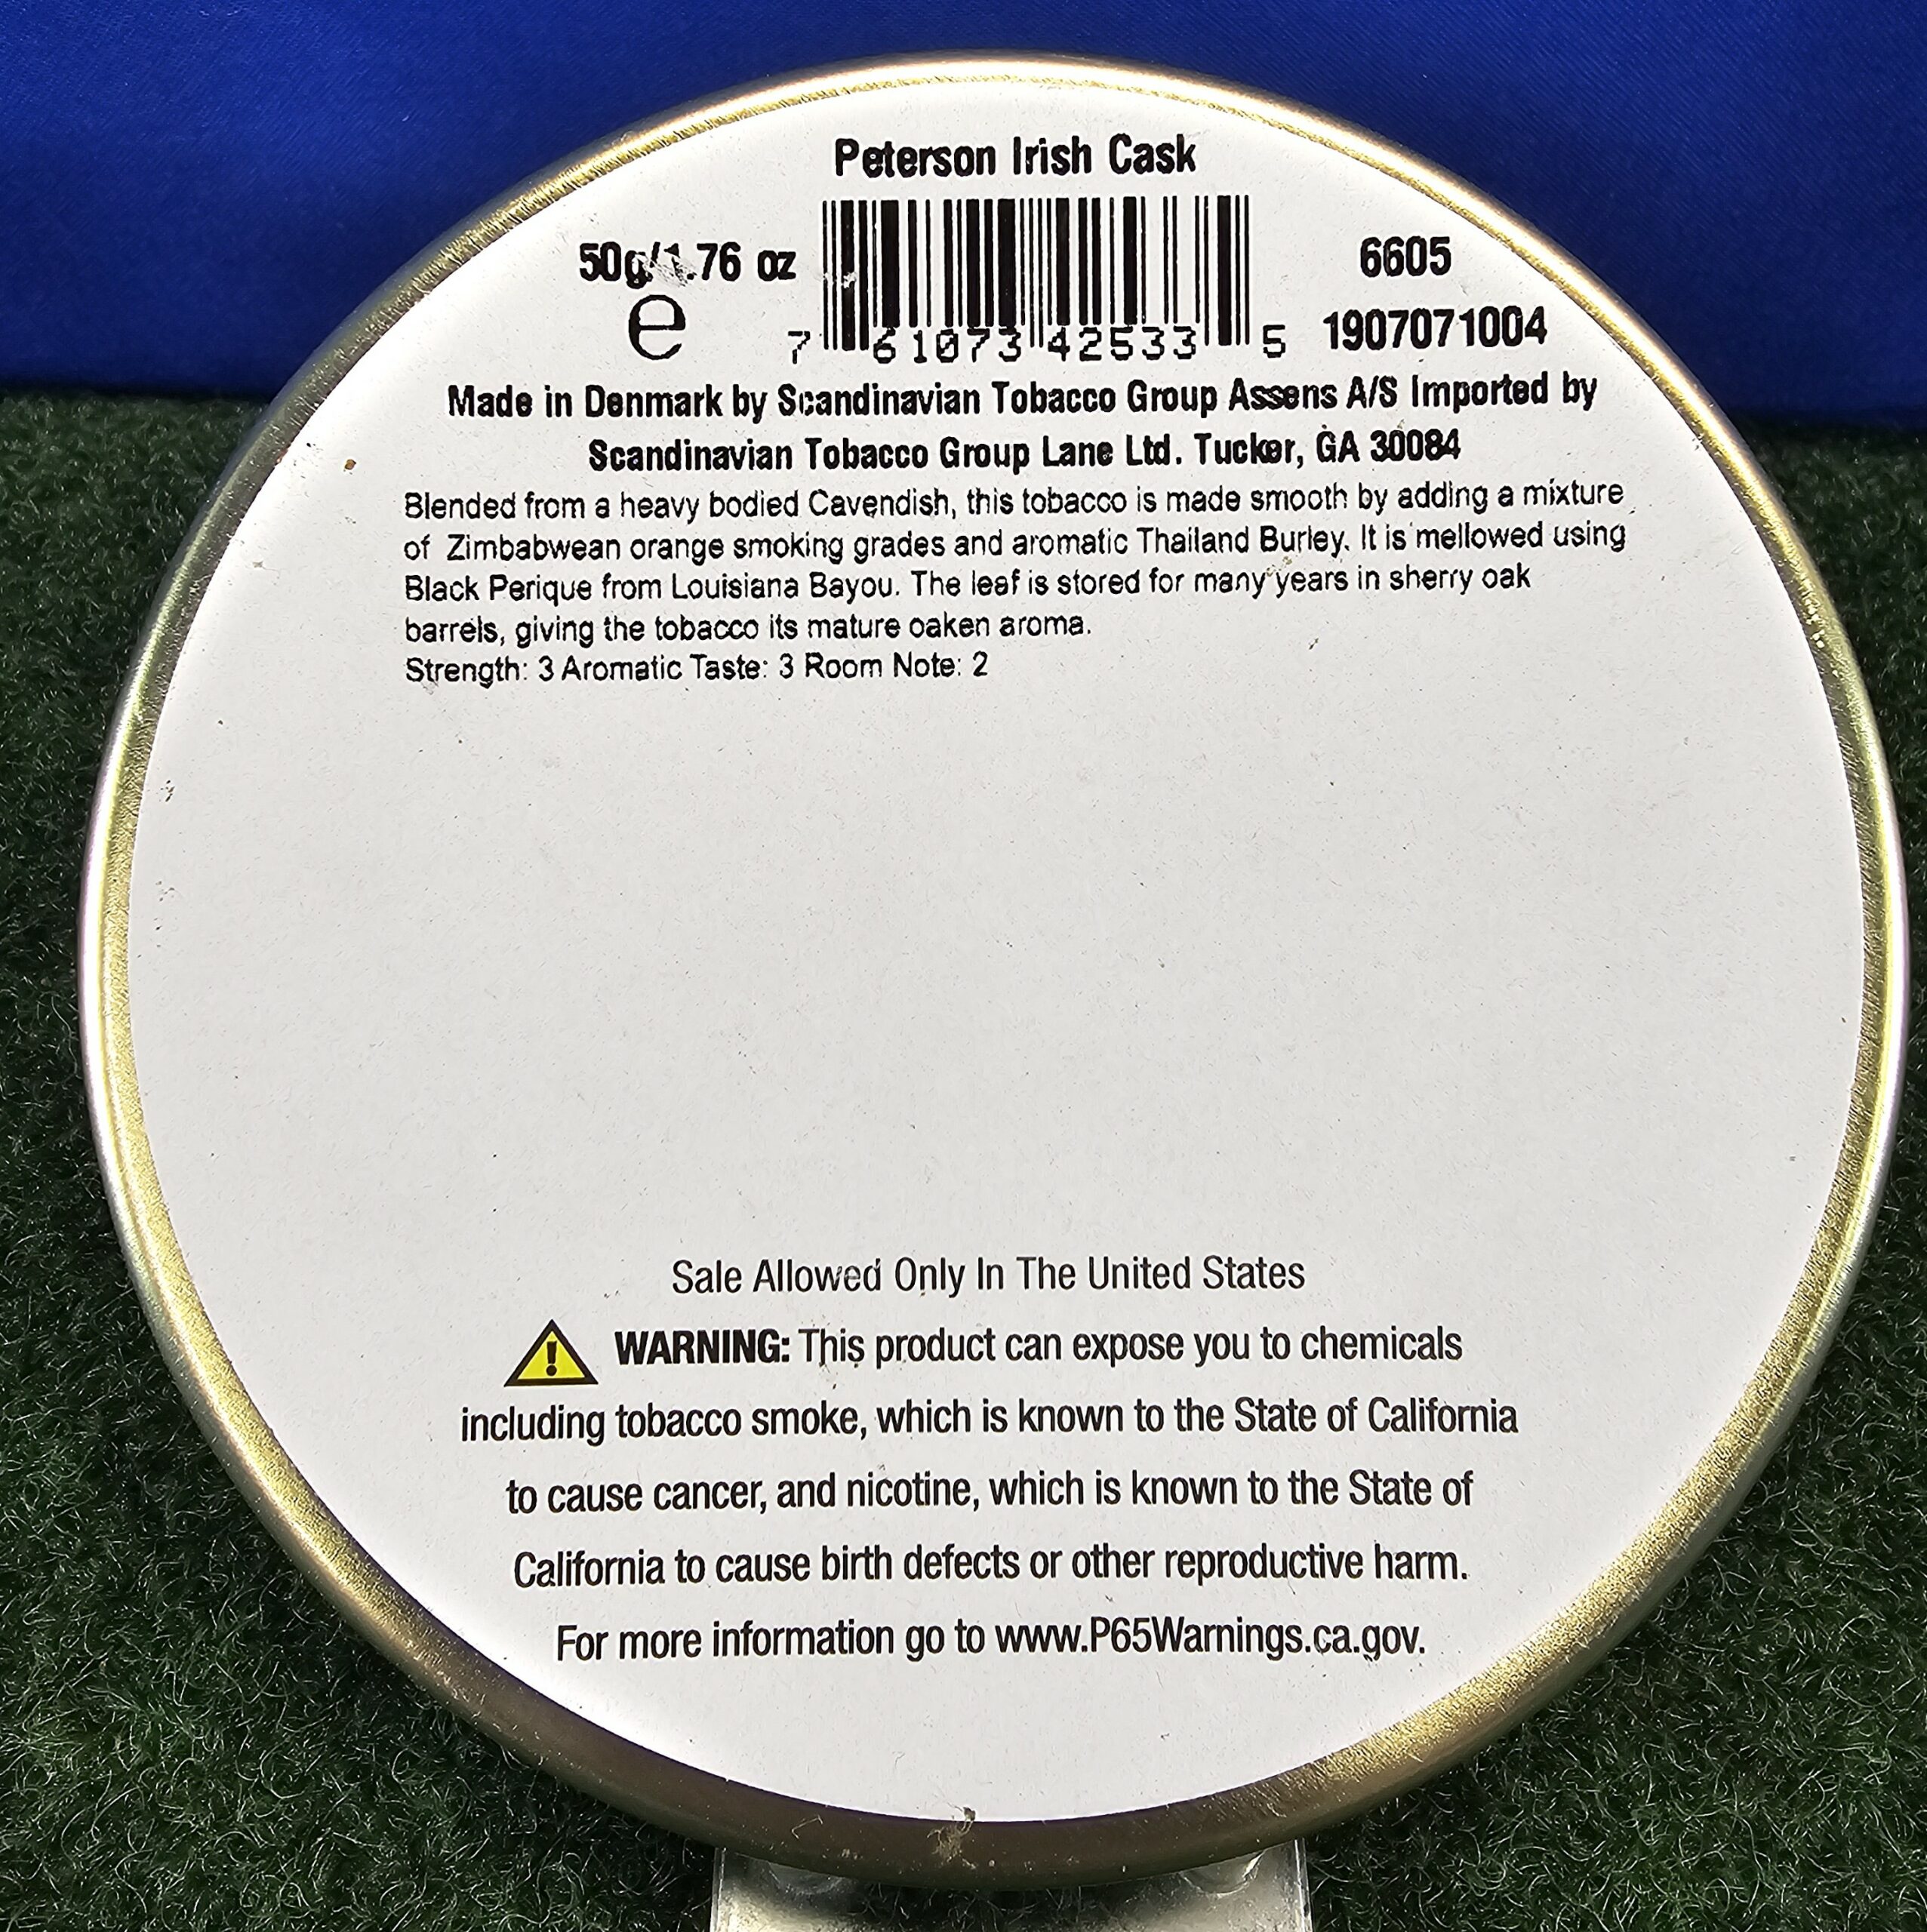 Peterson Irish Cask
50g/1.76 oz
e
7 61073 42533 5
6605
1907071004
Made in Denmark by Scandinavian Tobacco Group Assens A/S Imported by
Scandinavian Tobacco Group Lane Ltd. Tucker, GA 30084
Blended from a heavy bodied Cavendish, this tobacco is made smooth by adding a mixture
of Zimbabwean orange smoking grades and aromatic Thailand Burley. It is mellowed using
Black Perique from Louisiana Bayou. The leaf is stored for many years in sherry oak
barrels, giving the tobacco its mature oaken aroma.
Strength: 3 Aromatic Taste: 3 Room Note: 2
Sale Allowed Only In The United States
WARNING: This product can expose you to chemicals
including tobacco smoke, which is known to the State of California
to cause cancer, and nicotine, which is known to the State of
California to cause birth defects or other reproductive harm.
For more information go to www.P65Warnings.ca.gov.